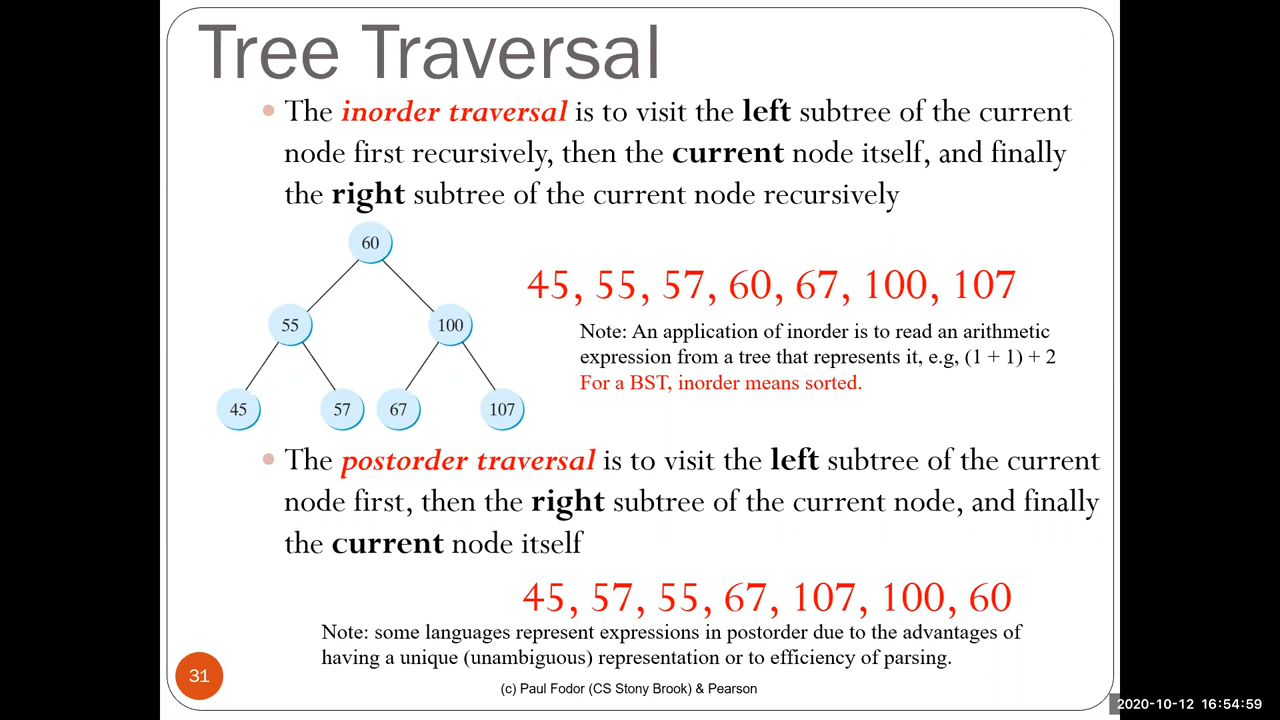 Tree Traversal
The inorder traversal is to visit the left subtree of the current
node first recursively, then the current node itself, and finally
the right subtree of the current node recursively
60
55
100
45
57
67
107
45, 55, 57, 60, 67, 100, 107
Note: An application of inorder is to read an arithmetic
expression from a tree that represents it, e.g, (1 + 1) + 2
For a BST, inorder means sorted.
The postorder traversal is to visit the left subtree of the current
node first, then the right subtree of the current node, and finally
the current node itself
45, 57, 55, 67, 107, 100, 60
Note: some languages represent expressions in postorder due to the advantages of
having a unique (unambiguous) representation or to efficiency of parsing.
31
(c) Paul Fodor (CS Stony Brook) & Pearson
2020-10-12 16:54:59